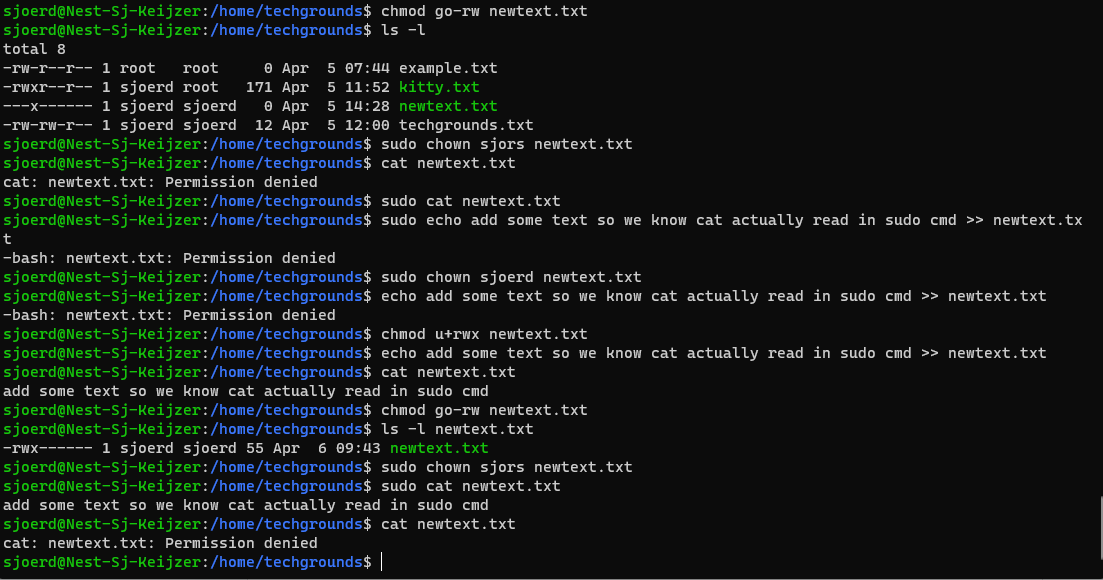 sjoerd@Nest-Sj-Keijzer:/home/techgrounds$ chmod go-rw newtext.txt
sjoerd@Nest-Sj-Keijzer:/home/techgrounds$ ls -l
total 8
-rw-r--r-- 1 root   root     0 Apr  5 07:44 example.txt
-rwxr--r-- 1 sjoerd root   171 Apr  5 11:52 kitty.txt
---x------ 1 sjoerd sjoerd   0 Apr  5 14:28 newtext.txt
-rw-rw-r-- 1 sjoerd sjoerd  12 Apr  5 12:00 techgrounds.txt
sjoerd@Nest-Sj-Keijzer:/home/techgrounds$ sudo chown sjors newtext.txt
sjoerd@Nest-Sj-Keijzer:/home/techgrounds$ cat newtext.txt
cat: newtext.txt: Permission denied
sjoerd@Nest-Sj-Keijzer:/home/techgrounds$ sudo cat newtext.txt
sjoerd@Nest-Sj-Keijzer:/home/techgrounds$ sudo echo add some text so we know cat actually read in sudo cmd >> newtext.tx
t
-bash: newtext.txt: Permission denied
sjoerd@Nest-Sj-Keijzer:/home/techgrounds$ sudo chown sjoerd newtext.txt
sjoerd@Nest-Sj-Keijzer:/home/techgrounds$ echo add some text so we know cat actually read in sudo cmd >> newtext.txt
-bash: newtext.txt: Permission denied
sjoerd@Nest-Sj-Keijzer:/home/techgrounds$ chmod u+rwx newtext.txt
sjoerd@Nest-Sj-Keijzer:/home/techgrounds$ echo add some text so we know cat actually read in sudo cmd >> newtext.txt
sjoerd@Nest-Sj-Keijzer:/home/techgrounds$ cat newtext.txt
add some text so we know cat actually read in sudo cmd
sjoerd@Nest-Sj-Keijzer:/home/techgrounds$ chmod go-rw newtext.txt
sjoerd@Nest-Sj-Keijzer:/home/techgrounds$ ls -l newtext.txt
-rwx------ 1 sjoerd sjoerd 55 Apr  6 09:43 newtext.txt
sjoerd@Nest-Sj-Keijzer:/home/techgrounds$ sudo chown sjors newtext.txt
sjoerd@Nest-Sj-Keijzer:/home/techgrounds$ sudo cat newtext.txt
add some text so we know cat actually read in sudo cmd
sjoerd@Nest-Sj-Keijzer:/home/techgrounds$ cat newtext.txt
cat: newtext.txt: Permission denied
sjoerd@Nest-Sj-Keijzer:/home/techgrounds$